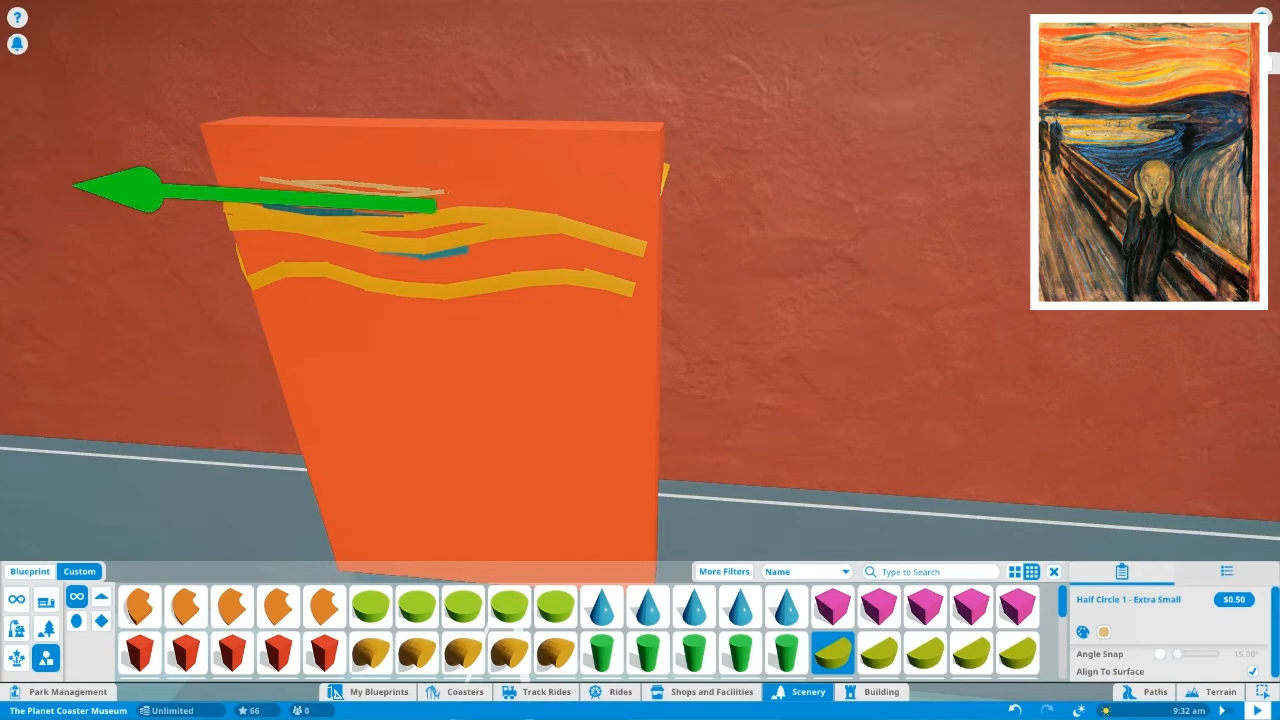 ?
Blueprint Custom
More Filters Name Type to Search
Half Circle 1 - Extra Small $0.50
Angle Snap 15.00°
Align To Surface
Park Management My Blueprints Coasters Track Rides Rides Shops and Facilities Scenery Building Paths Terrain
The Planet Coaster Museum Unlimited 66 0 9:32 am